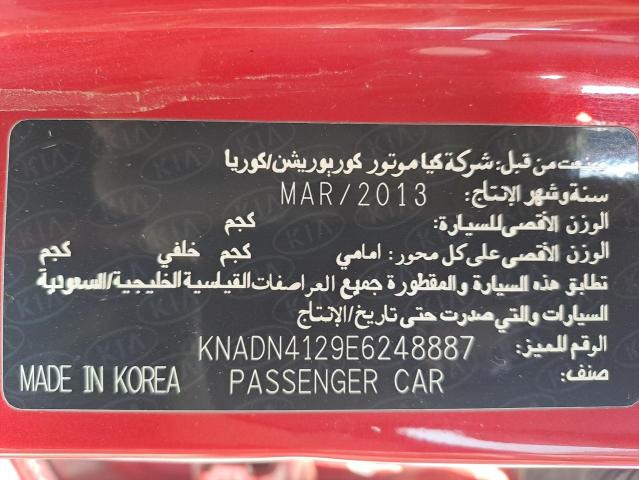 صنعت من قبل: شركة كيا موتور كوربوريشن/كوريا
سنة وشهر الإنتاج: MAR/2013
الوزن الأقصى للسيارة: كجم
الوزن الأقصى على كل محور: امامي كجم خلفي كجم
تطابق هذه السيارة والمقطورة جميع العراصفات القياسية الخليجية/السعودية
السيارات والتي صدرت حتى تاريخ/الإنتاج
الرقم للميز: KNADN4129E6248887
صنف: PASSENGER CAR MADE IN KOREA